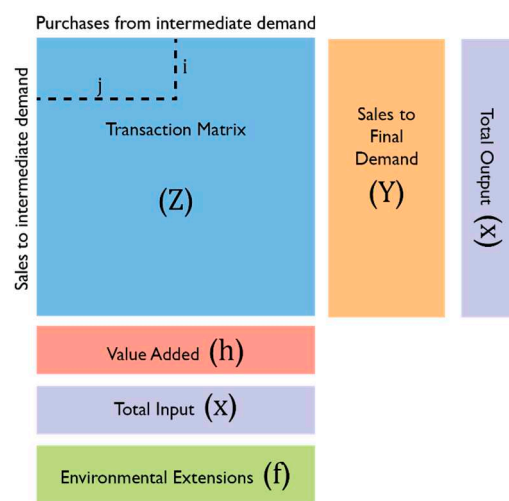 Purchases from intermediate demand
Sales to intermediate demand
i
j
Transaction Matrix
(Z)
Sales to
Final
Demand
(Y)
Total Output (x)
Value Added (h)
Total Input (x)
Environmental Extensions (f)